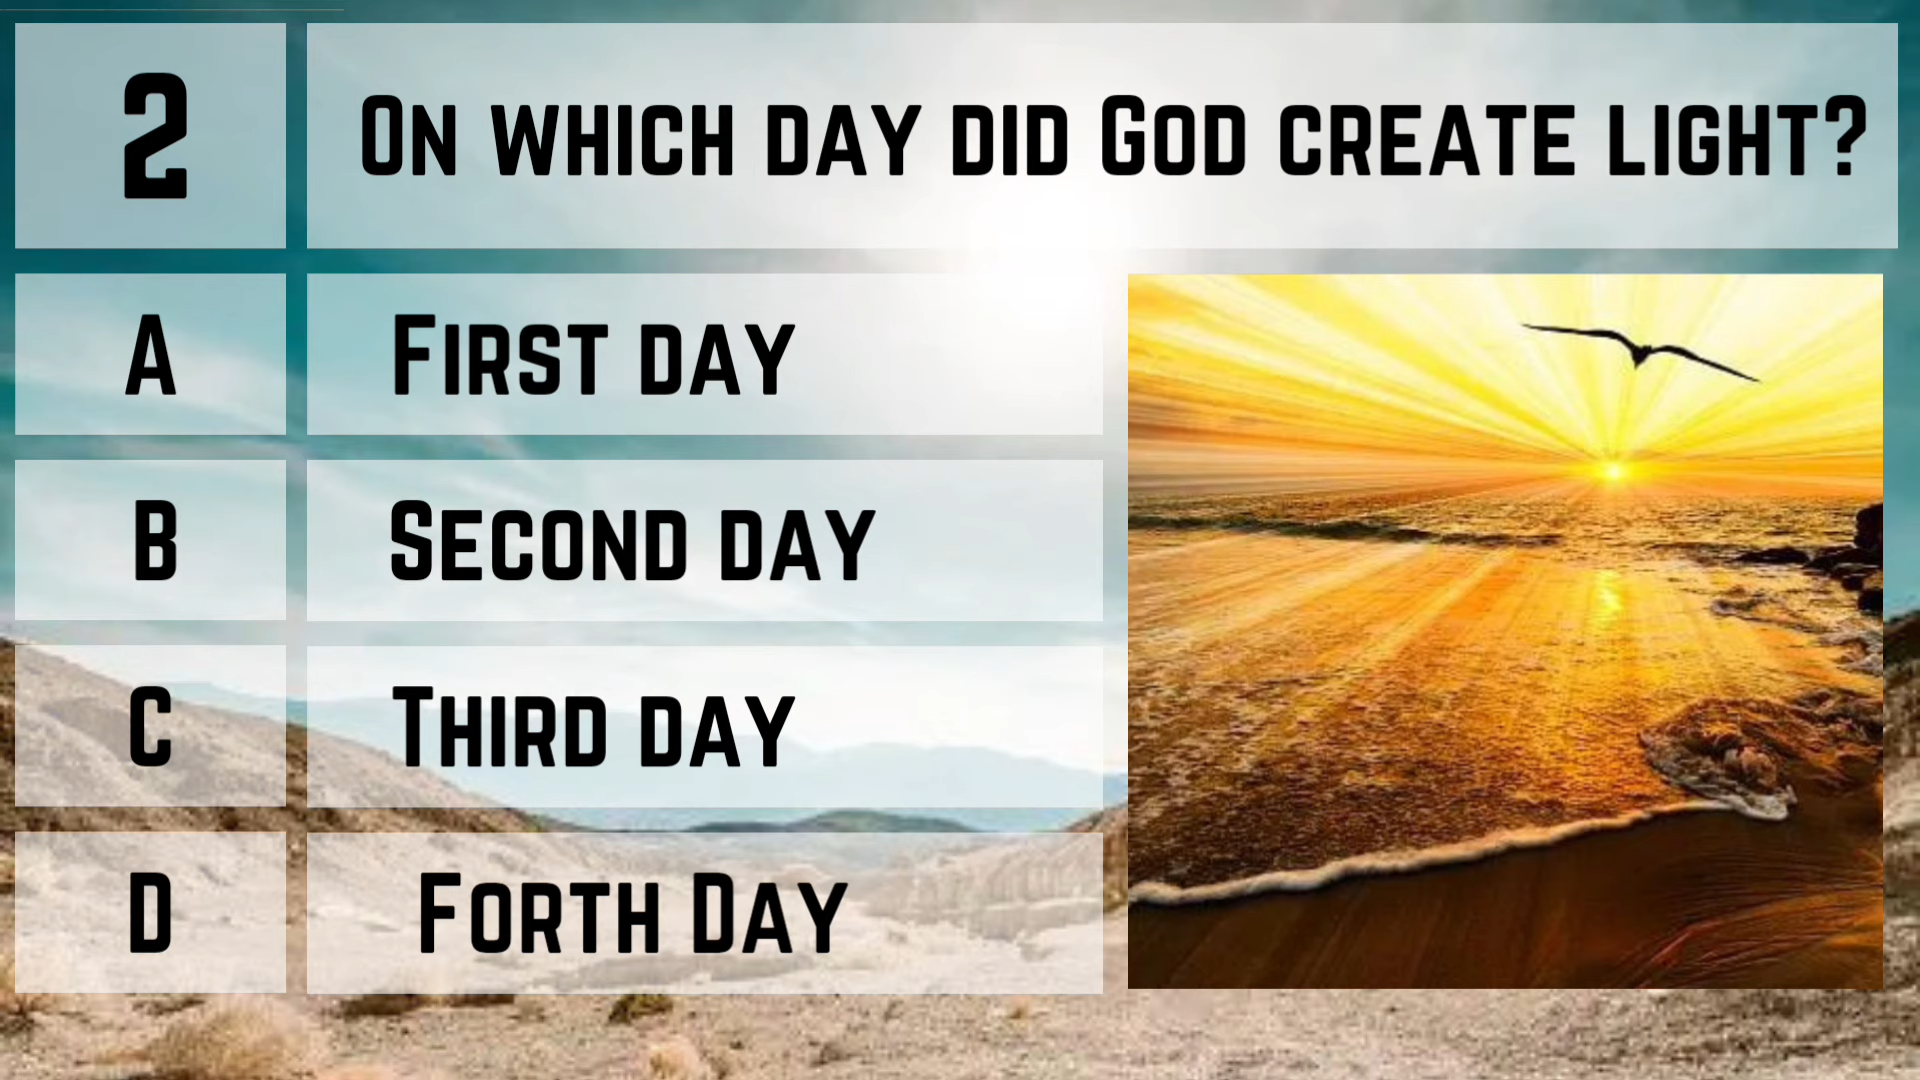 2
On which day did God create light?
A
First day
B
Second day
C
Third day
D
Forth Day